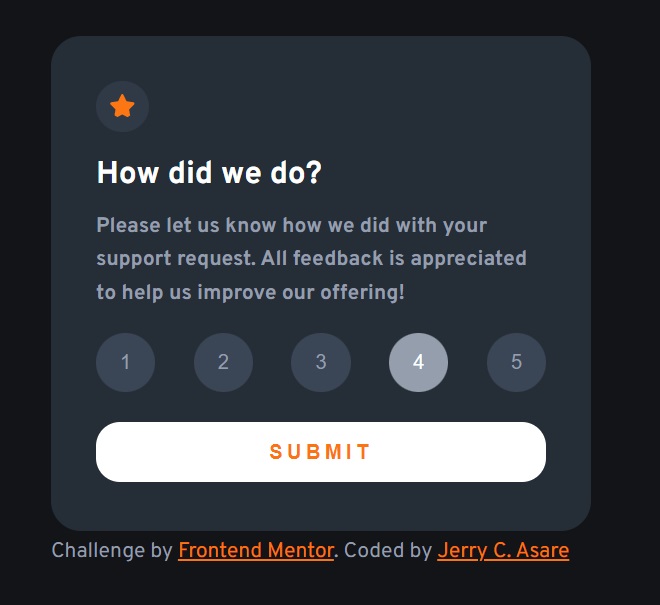 How did we do?
Please let us know how we did with your
support request. All feedback is appreciated
to help us improve our offering!
1 2 3 4 5
SUBMIT
Challenge by Frontend Mentor. Coded by Jerry C. Asare